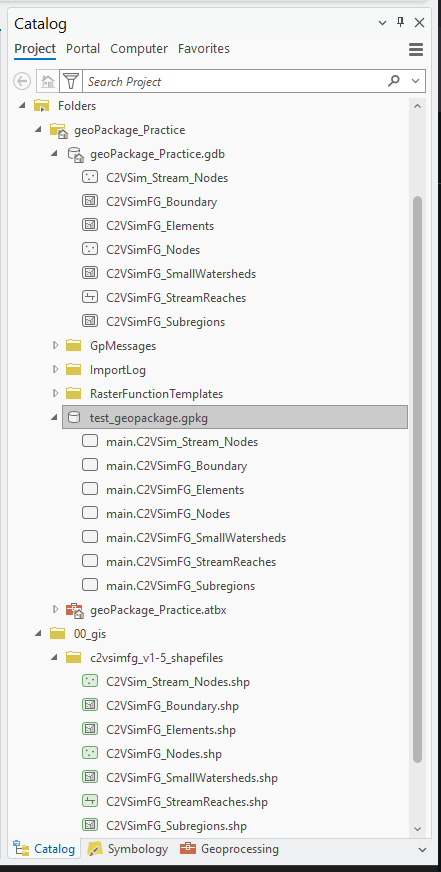 Catalog
Project Portal Computer Favorites
Search Project
Folders
geoPackage_Practice
geoPackage_Practice.gdb
C2VSim_Stream_Nodes
C2VSimFG_Boundary
C2VSimFG_Elements
C2VSimFG_Nodes
C2VSimFG_SmallWatersheds
C2VSimFG_StreamReaches
C2VSimFG_Subregions
GpMessages
ImportLog
RasterFunctionTemplates
test_geopackage.gpkg
main.C2VSim_Stream_Nodes
main.C2VSimFG_Boundary
main.C2VSimFG_Elements
main.C2VSimFG_Nodes
main.C2VSimFG_SmallWatersheds
main.C2VSimFG_StreamReaches
main.C2VSimFG_Subregions
geoPackage_Practice.atbx
00_gis
c2vsimfg_v1-5_shapefiles
C2VSim_Stream_Nodes.shp
C2VSimFG_Boundary.shp
C2VSimFG_Elements.shp
C2VSimFG_Nodes.shp
C2VSimFG_SmallWatersheds.shp
C2VSimFG_StreamReaches.shp
C2VSimFG_Subregions.shp
Catalog Symbology Geoprocessing